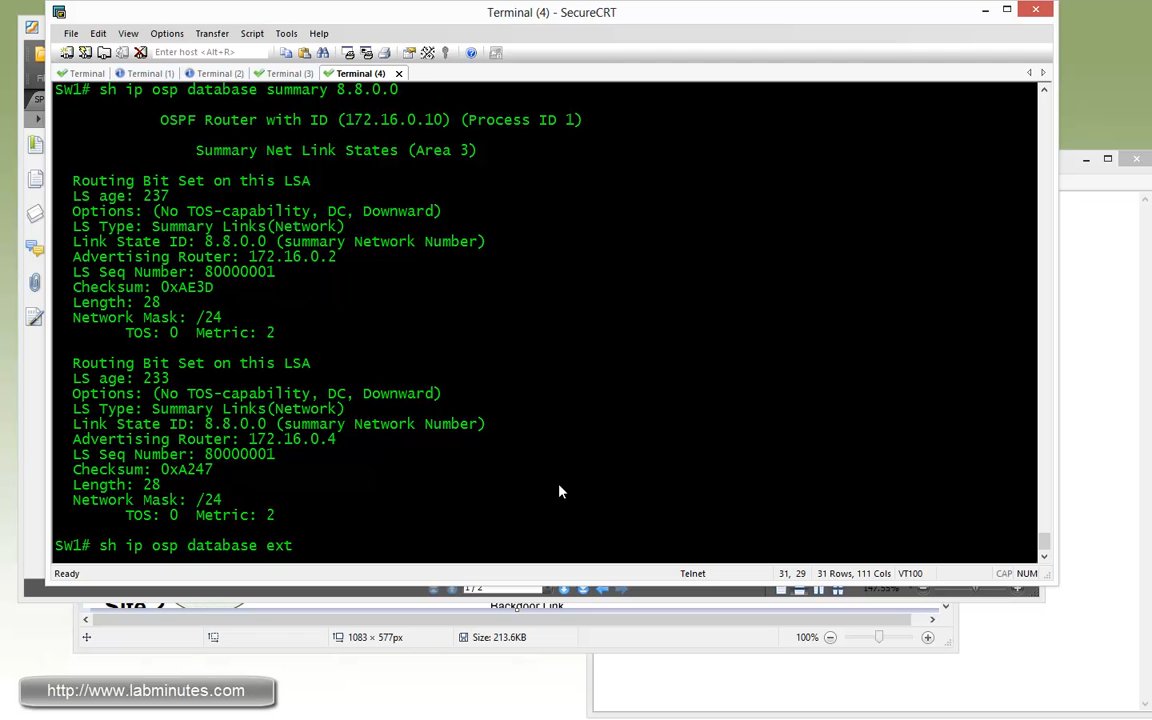 Terminal (4) - SecureCRT
File Edit View Options Transfer Script Tools Help
Enter host <Alt+R>
Terminal Terminal (1) Terminal (2) Terminal (3) Terminal (4)
SW1# sh ip osp database summary 8.8.0.0
OSPF Router with ID (172.16.0.10) (Process ID 1)
Summary Net Link States (Area 3)
Routing Bit Set on this LSA
LS age: 237
Options: (No TOS-capability, DC, Downward)
LS Type: Summary Links(Network)
Link State ID: 8.8.0.0 (summary Network Number)
Advertising Router: 172.16.0.2
LS Seq Number: 80000001
Checksum: 0xAE3D
Length: 28
Network Mask: /24
TOS: 0 Metric: 2
Routing Bit Set on this LSA
LS age: 233
Options: (No TOS-capability, DC, Downward)
LS Type: Summary Links(Network)
Link State ID: 8.8.0.0 (summary Network Number)
Advertising Router: 172.16.0.4
LS Seq Number: 80000001
Checksum: 0xA247
Length: 28
Network Mask: /24
TOS: 0 Metric: 2
SW1# sh ip osp database ext
Ready Telnet 31, 29 31 Rows, 111 Cols VT100 CAP NUM
Backdoor Link
1083 × 577px Size: 213.6KB 100%
http://www.labminutes.com